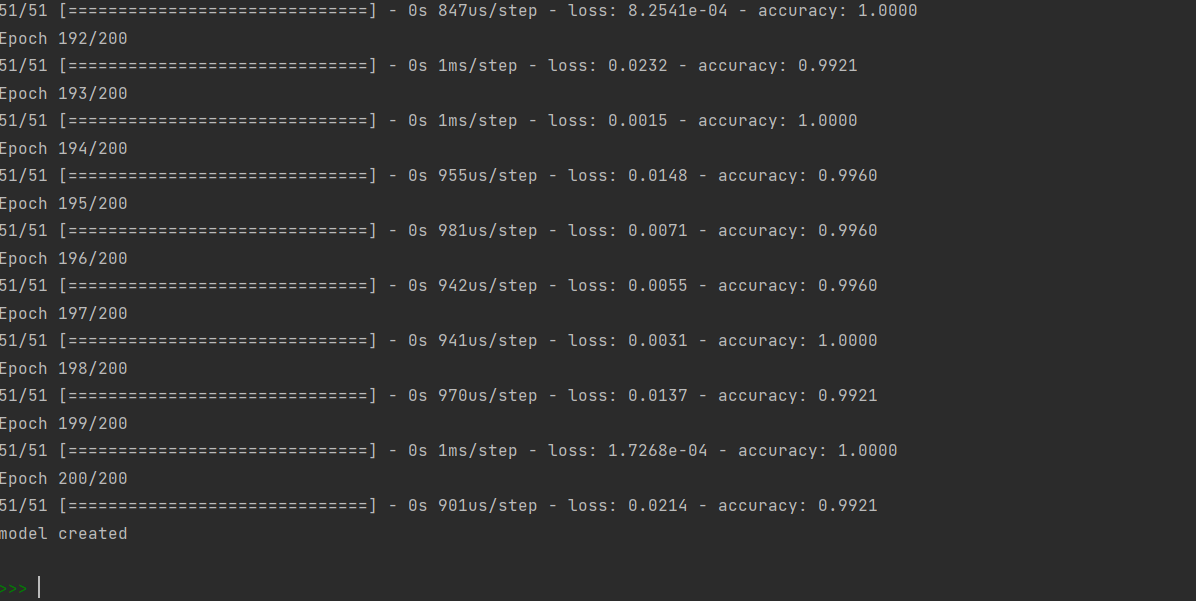 51/51 [==============================] - 0s 847us/step - loss: 8.2541e-04 - accuracy: 1.0000
Epoch 192/200
51/51 [==============================] - 0s 1ms/step - loss: 0.0232 - accuracy: 0.9921
Epoch 193/200
51/51 [==============================] - 0s 1ms/step - loss: 0.0015 - accuracy: 1.0000
Epoch 194/200
51/51 [==============================] - 0s 955us/step - loss: 0.0148 - accuracy: 0.9960
Epoch 195/200
51/51 [==============================] - 0s 981us/step - loss: 0.0071 - accuracy: 0.9960
Epoch 196/200
51/51 [==============================] - 0s 942us/step - loss: 0.0055 - accuracy: 0.9960
Epoch 197/200
51/51 [==============================] - 0s 941us/step - loss: 0.0031 - accuracy: 1.0000
Epoch 198/200
51/51 [==============================] - 0s 970us/step - loss: 0.0137 - accuracy: 0.9921
Epoch 199/200
51/51 [==============================] - 0s 1ms/step - loss: 1.7268e-04 - accuracy: 1.0000
Epoch 200/200
51/51 [==============================] - 0s 901us/step - loss: 0.0214 - accuracy: 0.9921
model created
>>>